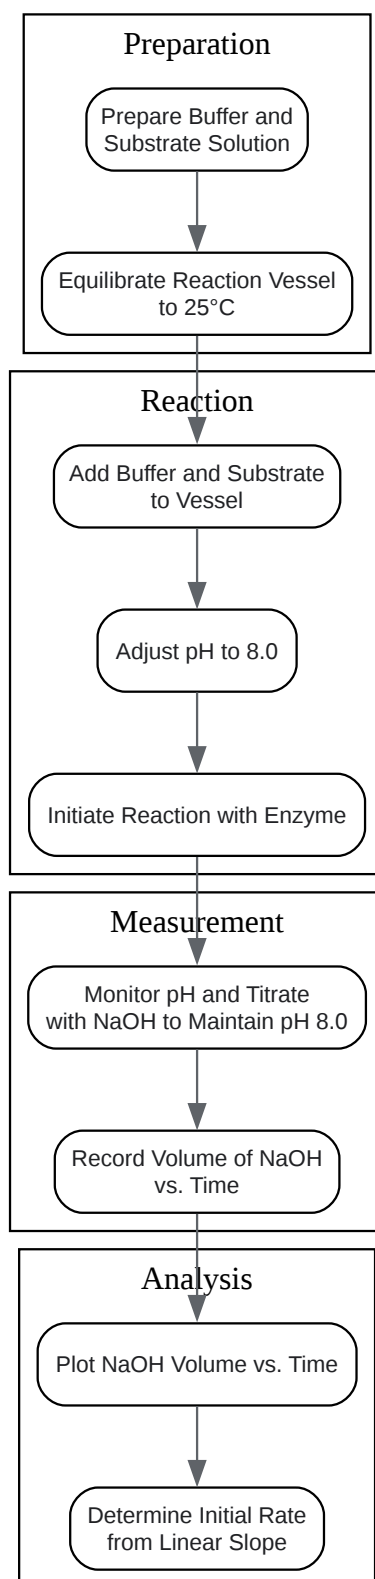 Preparation
Prepare Buffer and
Substrate Solution
Equilibrate Reaction Vessel
to 25°C
Reaction
Add Buffer and Substrate
to Vessel
Adjust pH to 8.0
Initiate Reaction with Enzyme
Measurement
Monitor pH and Titrate
with NaOH to Maintain pH 8.0
Record Volume of NaOH
vs. Time
Analysis
Plot NaOH Volume vs. Time
Determine Initial Rate
from Linear Slope